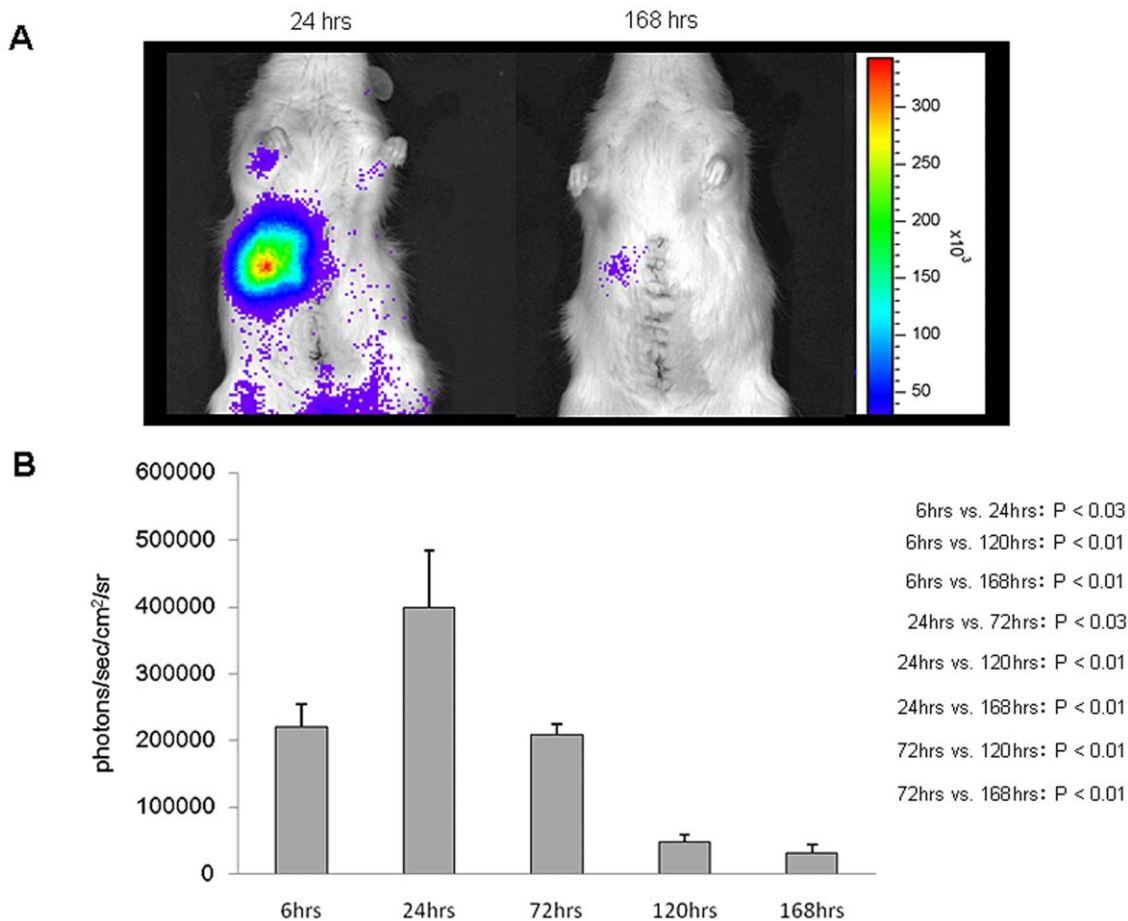 A
24 hrs
168 hrs
300
250
200
150
100
50
x10³
B
600000
500000
400000
300000
200000
100000
0
photons/sec/cm²/sr
6hrs
24hrs
72hrs
120hrs
168hrs
6hrs vs. 24hrs: P < 0.03
6hrs vs. 120hrs: P < 0.01
6hrs vs. 168hrs: P < 0.01
24hrs vs. 72hrs: P < 0.03
24hrs vs. 120hrs: P < 0.01
24hrs vs. 168hrs: P < 0.01
72hrs vs. 120hrs: P < 0.01
72hrs vs. 168hrs: P < 0.01